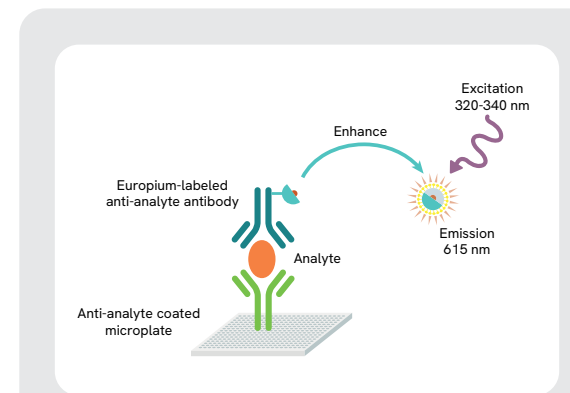 Excitation
320-340 nm
Enhance
Europium-labeled
anti-analyte antibody
Emission
615 nm
Analyte
Anti-analyte coated
microplate